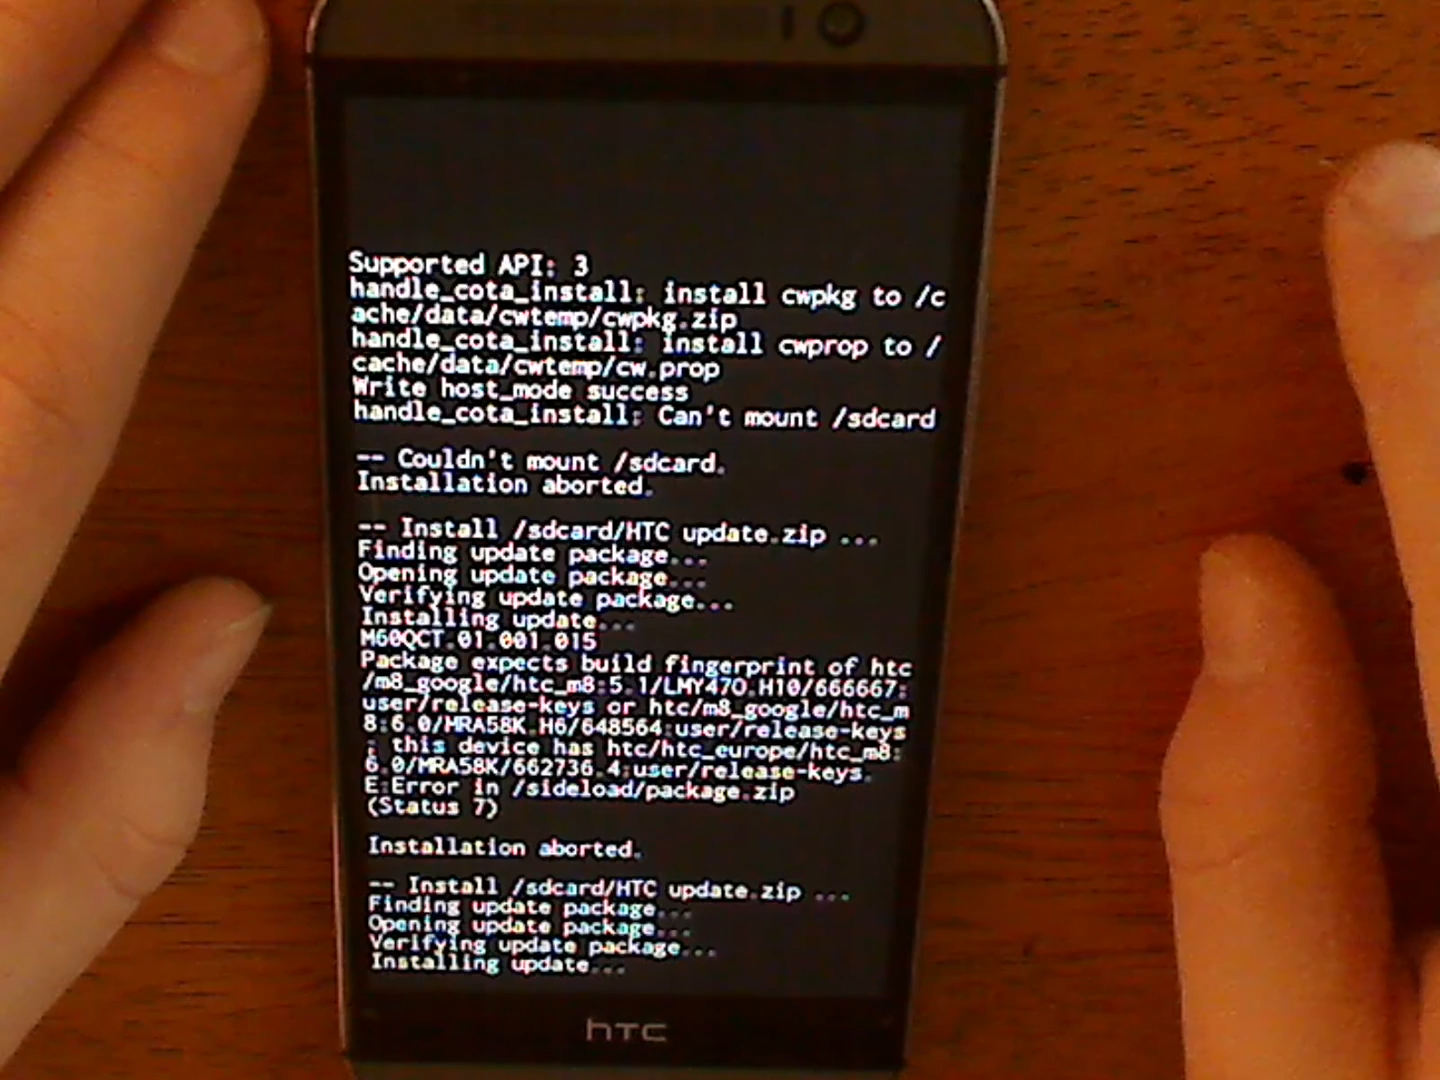 Supported API: 3
handle_cota_install: install cwpkg to /c
ache/data/cwtemp/cwpkg.zip
handle_cota_install: install cwprop to /
cache/data/cwtemp/cw.prop
Write host_mode success
handle_cota_install: Can't mount /sdcard
-- Couldn't mount /sdcard.
Installation aborted.
-- Install /sdcard/HTC update.zip ...
Finding update package...
Opening update package...
Verifying update package...
Installing update...
M60QCT.01.001.015
Package expects build fingerprint of htc
/m8_google/htc_m8:5.1/LMY47O.H10/666667:
user/release-keys or htc/m8_google/htc_m
8:6.0/MRA58K.H6/648564:user/release-keys
; this device has htc/htc_europe/htc_m8:
6.0/MRA58K/662736.4:user/release-keys.
E:Error in /sideload/package.zip
(Status 7)
Installation aborted.
-- Install /sdcard/HTC update.zip ...
Finding update package...
Opening update package...
Verifying update package...
Installing update...
hTC